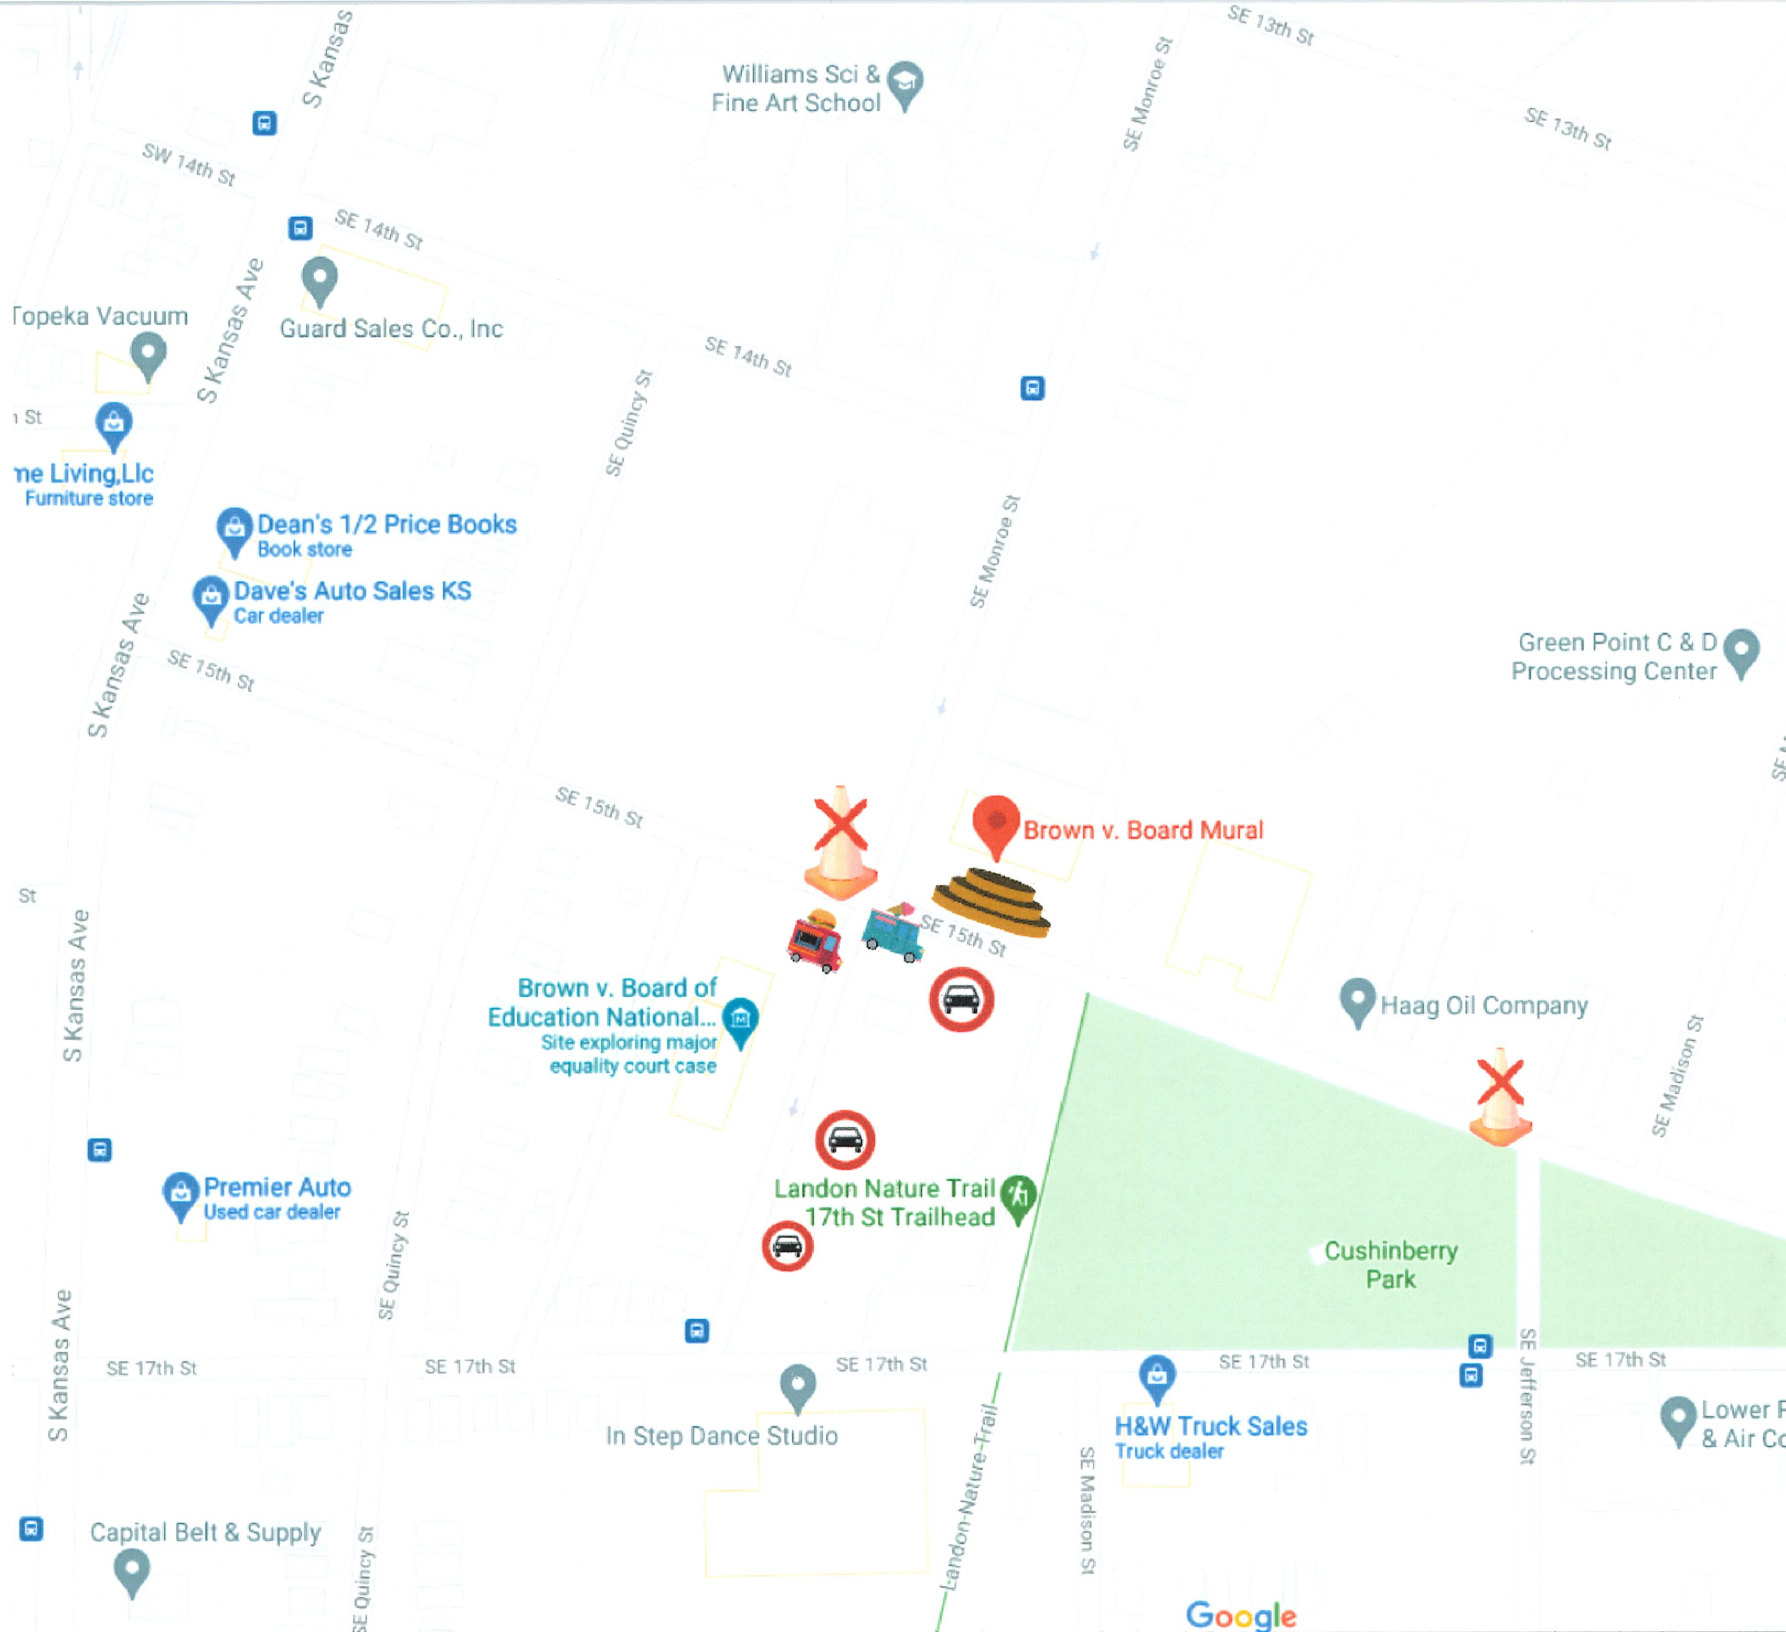 SE 13th St
S Kansas
SE Monroe St
Williams Sci &
Fine Art School
SE 13th St
SW 14th St
SE 14th St
S Kansas Ave
Topeka Vacuum
Guard Sales Co., Inc
SE 14th St
SE Quincy St
St
me Living,Llc
Furniture store
Dean's 1/2 Price Books
Book store
SE Monroe St
Dave's Auto Sales KS
Car dealer
S Kansas Ave
SE 15th St
Green Point C & D
Processing Center
SE
SE 15th St
Brown v. Board Mural
St
SE 15th St
S Kansas Ave
Brown v. Board of
Education National...
Site exploring major
equality court case
Haag Oil Company
SE Madison St
Premier Auto
Used car dealer
Landon Nature Trail
17th St Trailhead
SE Quincy St
Cushinberry
Park
S Kansas Ave
SE 17th St
SE 17th St
SE 17th St
SE 17th St
SE 17th St
SE Jefferson St
In Step Dance Studio
H&W Truck Sales
Truck dealer
Lower
& Air Co
Landon-Nature-Trail
SE Madison St
Capital Belt & Supply
SE Quincy St
Google